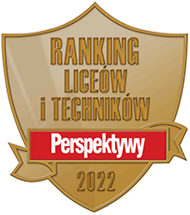 RANKING
LICEÓW
i TECHNIKÓW
Perspektywy
2022